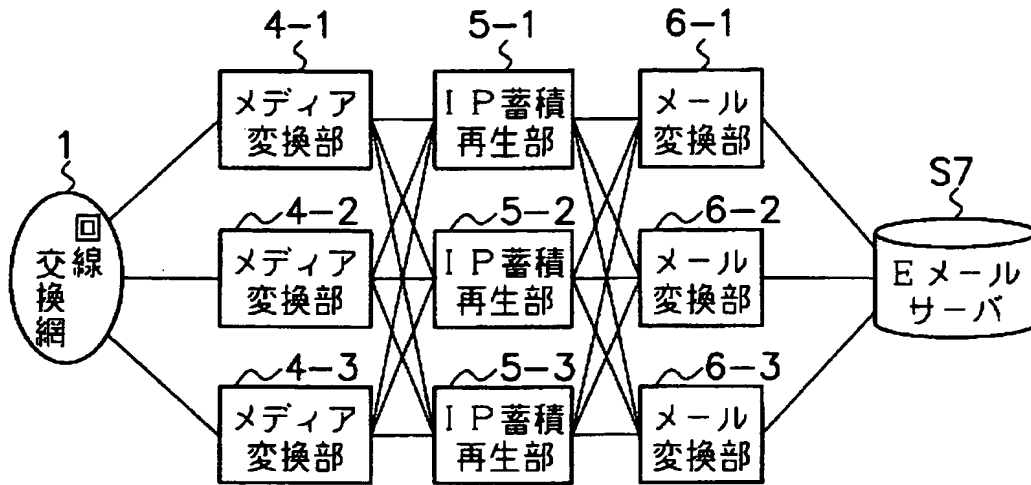 4-1
5-1
6-1
メディア
変換部
IP蓄積
再生部
メール
変換部
1
回線
交換網
S7
4-2
5-2
6-2
メディア
変換部
IP蓄積
再生部
メール
変換部
Eメール
サーバ
4-3
5-3
6-3
メディア
変換部
IP蓄積
再生部
メール
変換部